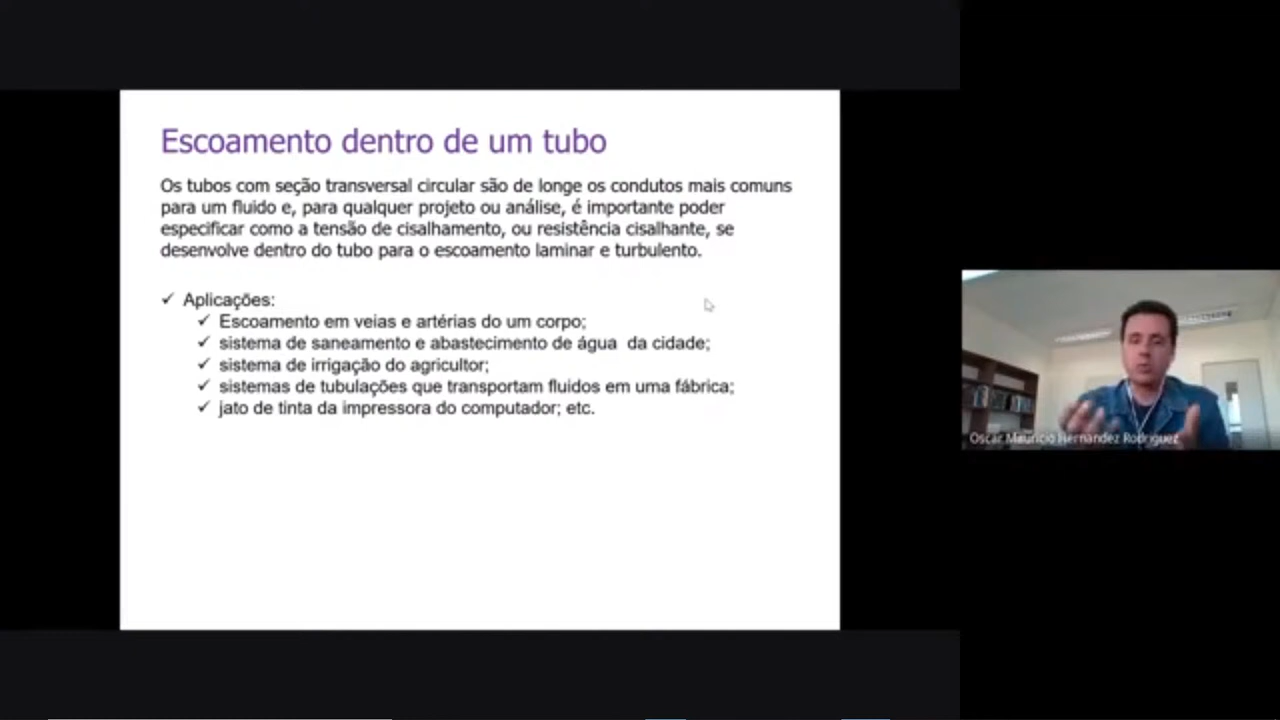 Escoamento dentro de um tubo
Os tubos com seção transversal circular são de longe os condutos mais comuns
para um fluido e, para qualquer projeto ou análise, é importante poder
especificar como a tensão de cisalhamento, ou resistência cisalhante, se
desenvolve dentro do tubo para o escoamento laminar e turbulento.
✓ Aplicações:
✓ Escoamento em veias e artérias do um corpo;
✓ sistema de saneamento e abastecimento de água da cidade;
✓ sistema de irrigação do agricultor;
✓ sistemas de tubulações que transportam fluidos em uma fábrica;
✓ jato de tinta da impressora do computador; etc.
Oscar Mauricio Hernandez Rodriguez